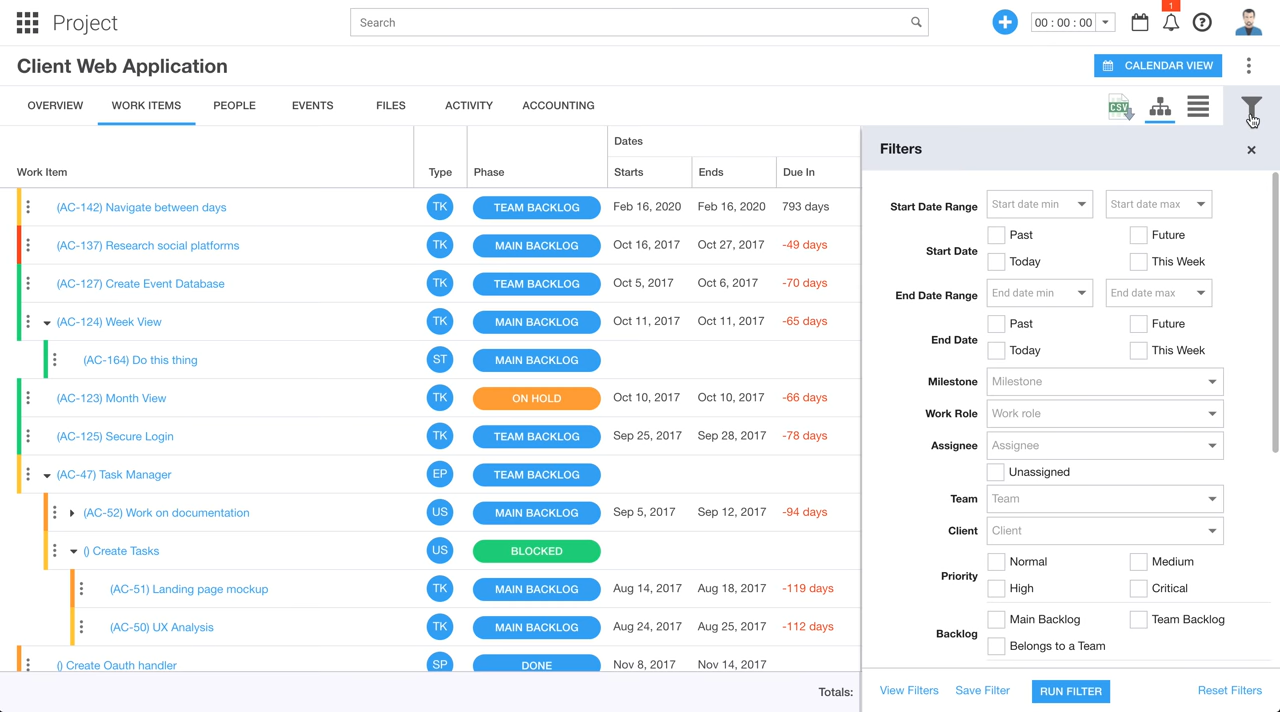 Project
Search
00 : 00 : 00
1
?
Client Web Application
CALENDAR VIEW
OVERVIEW WORK ITEMS PEOPLE EVENTS FILES ACTIVITY ACCOUNTING
CSV
Work Item Type Phase Dates Starts Ends Due In
(AC-142) Navigate between days TK TEAM BACKLOG Feb 16, 2020 Feb 16, 2020 793 days
(AC-137) Research social platforms TK MAIN BACKLOG Oct 16, 2017 Oct 27, 2017 -49 days
(AC-127) Create Event Database TK TEAM BACKLOG Oct 5, 2017 Oct 6, 2017 -70 days
(AC-124) Week View TK MAIN BACKLOG Oct 11, 2017 Oct 11, 2017 -65 days
(AC-164) Do this thing ST MAIN BACKLOG
(AC-123) Month View TK ON HOLD Oct 10, 2017 Oct 10, 2017 -66 days
(AC-125) Secure Login TK TEAM BACKLOG Sep 25, 2017 Sep 28, 2017 -78 days
(AC-47) Task Manager EP TEAM BACKLOG
(AC-52) Work on documentation US MAIN BACKLOG Sep 5, 2017 Sep 12, 2017 -94 days
() Create Tasks US BLOCKED
(AC-51) Landing page mockup TK MAIN BACKLOG Aug 14, 2017 Aug 18, 2017 -119 days
(AC-50) UX Analysis TK MAIN BACKLOG Aug 24, 2017 Aug 25, 2017 -112 days
() Create Oauth handler SP DONE Nov 8, 2017 Nov 14, 2017
Totals:
Filters
×
Start Date Range Start date min Start date max
Start Date Past Future
Today This Week
End Date Range End date min End date max
End Date Past Future
Today This Week
Milestone Milestone
Work Role Work role
Assignee Assignee
Unassigned
Team Team
Client Client
Priority Normal Medium
High Critical
Backlog Main Backlog Team Backlog
Belongs to a Team
View Filters Save Filter RUN FILTER Reset Filters